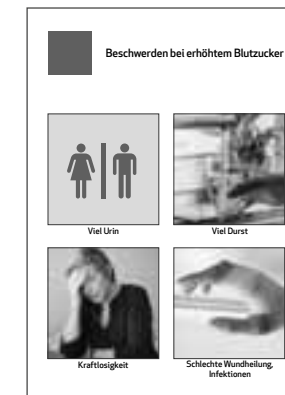 Beschwerden bei erhöhtem Blutzucker
Viel Urin
Viel Durst
Kraftlosigkeit
Schlechte Wundheilung,
Infektionen